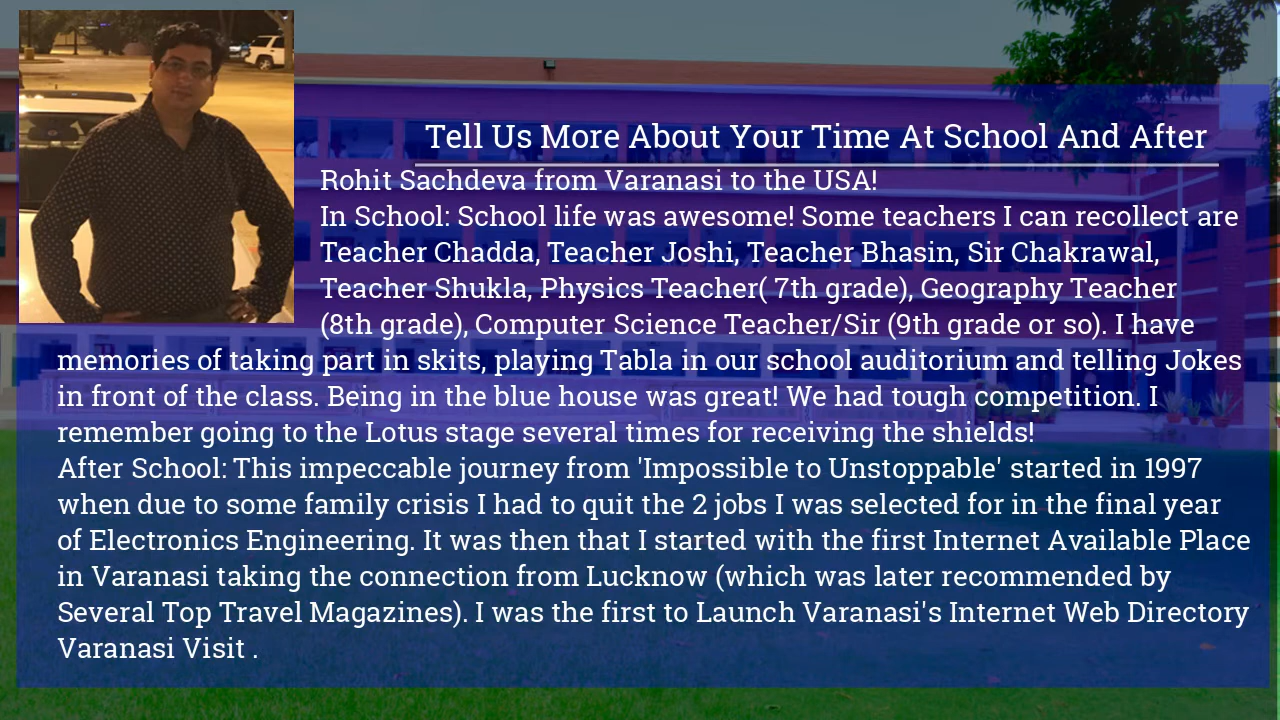 Tell Us More About Your Time At School And After
Rohit Sachdeva from Varanasi to the USA!
In School: School life was awesome! Some teachers I can recollect are
Teacher Chadda, Teacher Joshi, Teacher Bhasin, Sir Chakrawal,
Teacher Shukla, Physics Teacher( 7th grade), Geography Teacher
(8th grade), Computer Science Teacher/Sir (9th grade or so). I have
memories of taking part in skits, playing Tabla in our school auditorium and telling Jokes
in front of the class. Being in the blue house was great! We had tough competition. I
remember going to the Lotus stage several times for receiving the shields!
After School: This impeccable journey from 'Impossible to Unstoppable' started in 1997
when due to some family crisis I had to quit the 2 jobs I was selected for in the final year
of Electronics Engineering. It was then that I started with the first Internet Available Place
in Varanasi taking the connection from Lucknow (which was later recommended by
Several Top Travel Magazines). I was the first to Launch Varanasi's Internet Web Directory
Varanasi Visit .